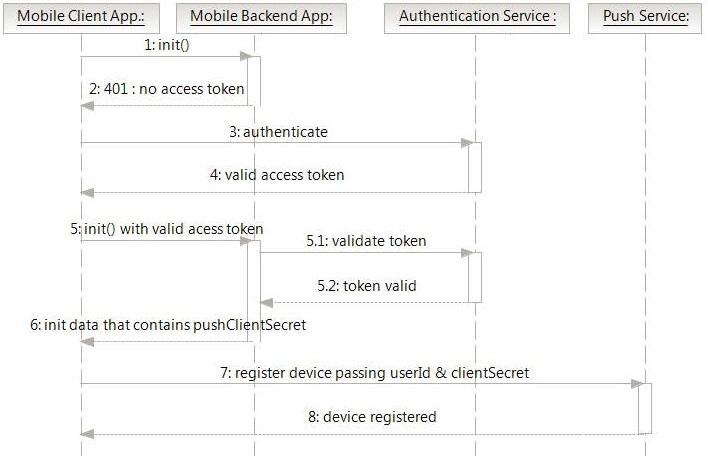 Mobile Client App.:
Mobile Backend App:
Authentication Service :
Push Service:
1: init()
2: 401 : no access token
3: authenticate
4: valid access token
5: init() with valid acess token
5.1: validate token
5.2: token valid
6: init data that contains pushClientSecret
7: register device passing userId & clientSecret
8: device registered